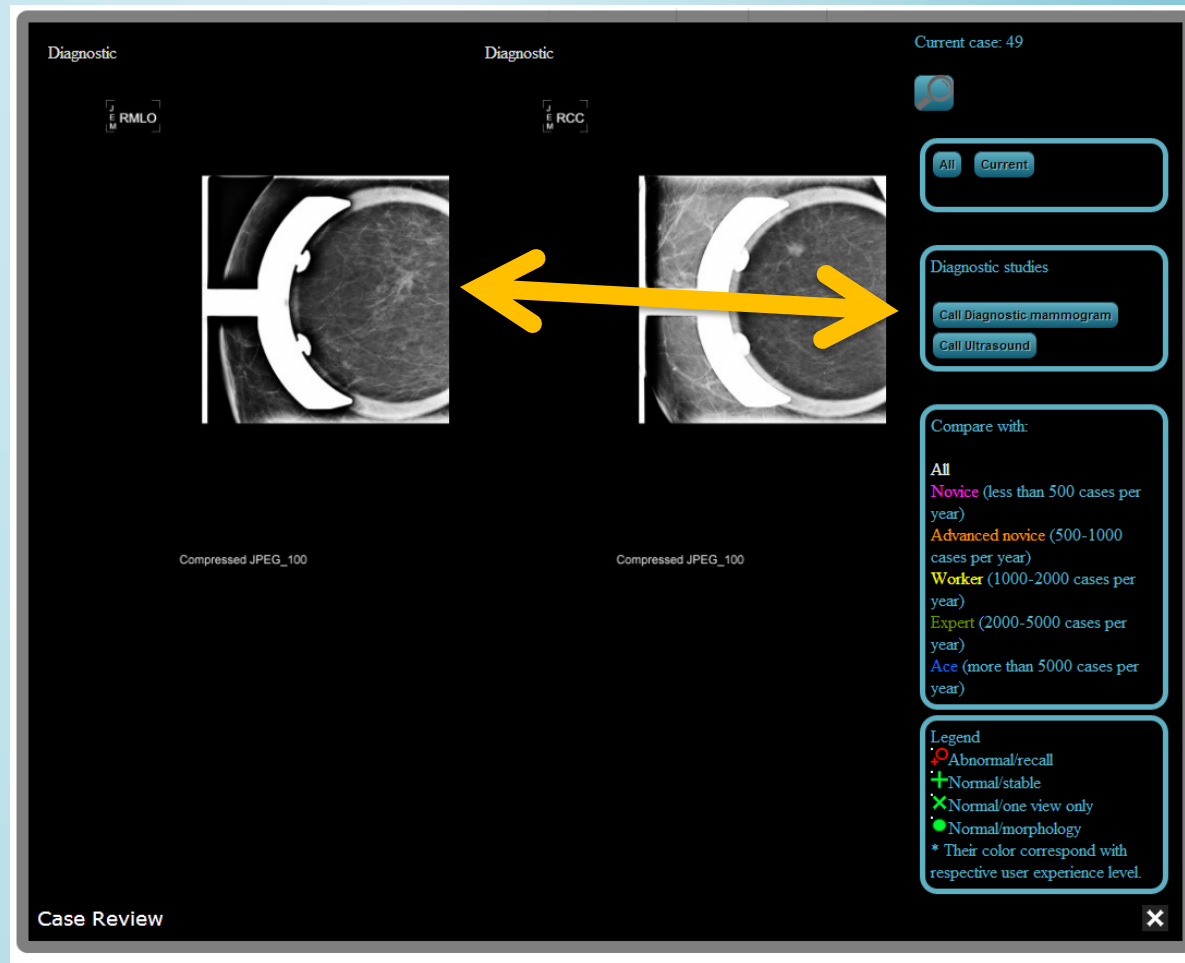 Diagnostic
Diagnostic
Current case: 49
JEM RMLO
JEM RCC
All Current
Diagnostic studies
Call Diagnostic mammogram
Call Ultrasound
Compare with:
All
Novice (less than 500 cases per
year)
Advanced novice (500-1000
cases per year)
Worker (1000-2000 cases per
year)
Expert (2000-5000 cases per
year)
Ace (more than 5000 cases per
year)
Compressed JPEG_100
Compressed JPEG_100
Legend
Abnormal/recall
Normal/stable
Normal/one view only
Normal/morphology
* Their color correspond with
respective user experience level.
Case Review